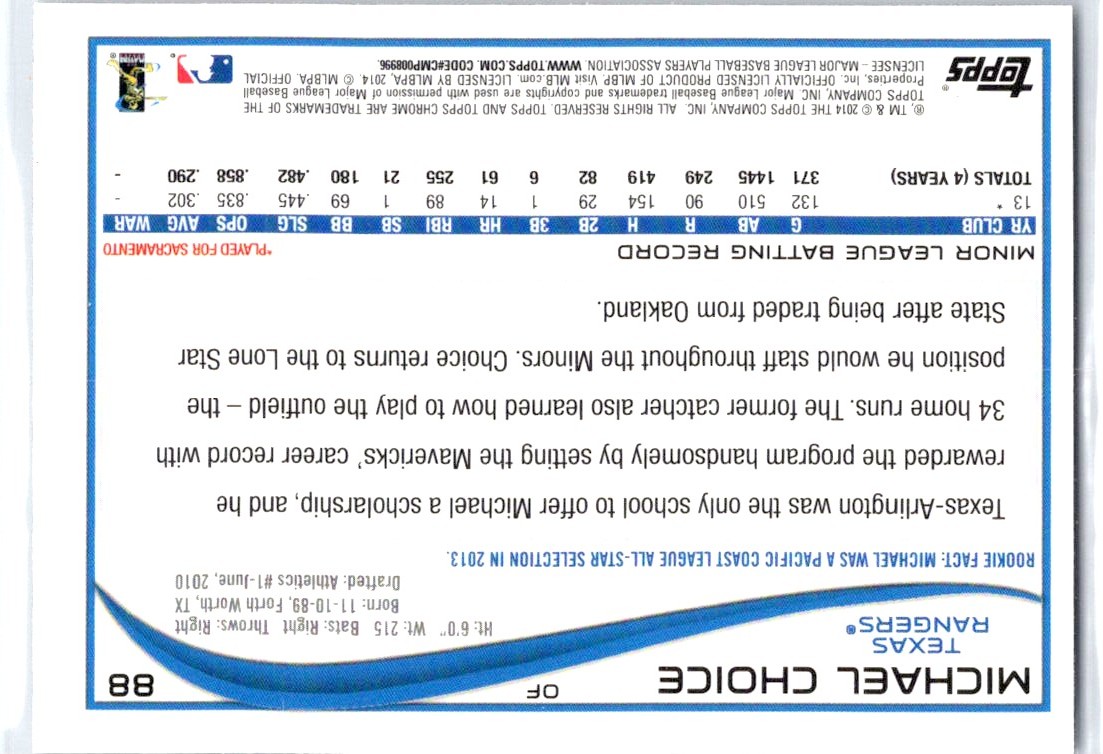 MICHAEL CHOICE OF 88
TEXAS
RANGERS®
Ht: 6'0" Wt: 215 Bats: Right Throws: Right
Born: 11-10-89, Forth Worth, TX
Drafted: Athletics #1-June, 2010
ROOKIE FACT: MICHAEL WAS A PACIFIC COAST LEAGUE ALL-STAR SELECTION IN 2013.
Texas-Arlington was the only school to offer Michael a scholarship, and he
rewarded the program handsomely by setting the Mavericks' career record with
34 home runs. The former catcher also learned how to play the outfield – the
position he would staff throughout the Minors. Choice returns to the Lone Star
State after being traded from Oakland.
MINOR LEAGUE BATTING RECORD *PLAYED FOR SACRAMENTO
YR CLUB G AB R H 2B 3B HR RBI SB BB SLG OPS AVG WAR
13 * 132 510 90 154 29 1 14 89 1 69 .445 .835 .302 -
TOTALS (4 YEARS) 371 1445 249 419 82 6 61 255 21 180 .482 .858 .290 -
topps®
®, TM & © 2014 THE TOPPS COMPANY, INC. ALL RIGHTS RESERVED. TOPPS AND TOPPS CHROME ARE TRADEMARKS OF THE
TOPPS COMPANY, INC. Major League Baseball trademarks and copyrights are used with permission of Major League Baseball
Properties, Inc. OFFICIALLY LICENSED PRODUCT OF MLBP Visit MLB.com. LICENSED BY MLBPA, © MLBPA, OFFICIAL
LICENSEE – MAJOR LEAGUE BASEBALL PLAYERS ASSOCIATION. WWW.TOPPS.COM. CODE#CMP008996.